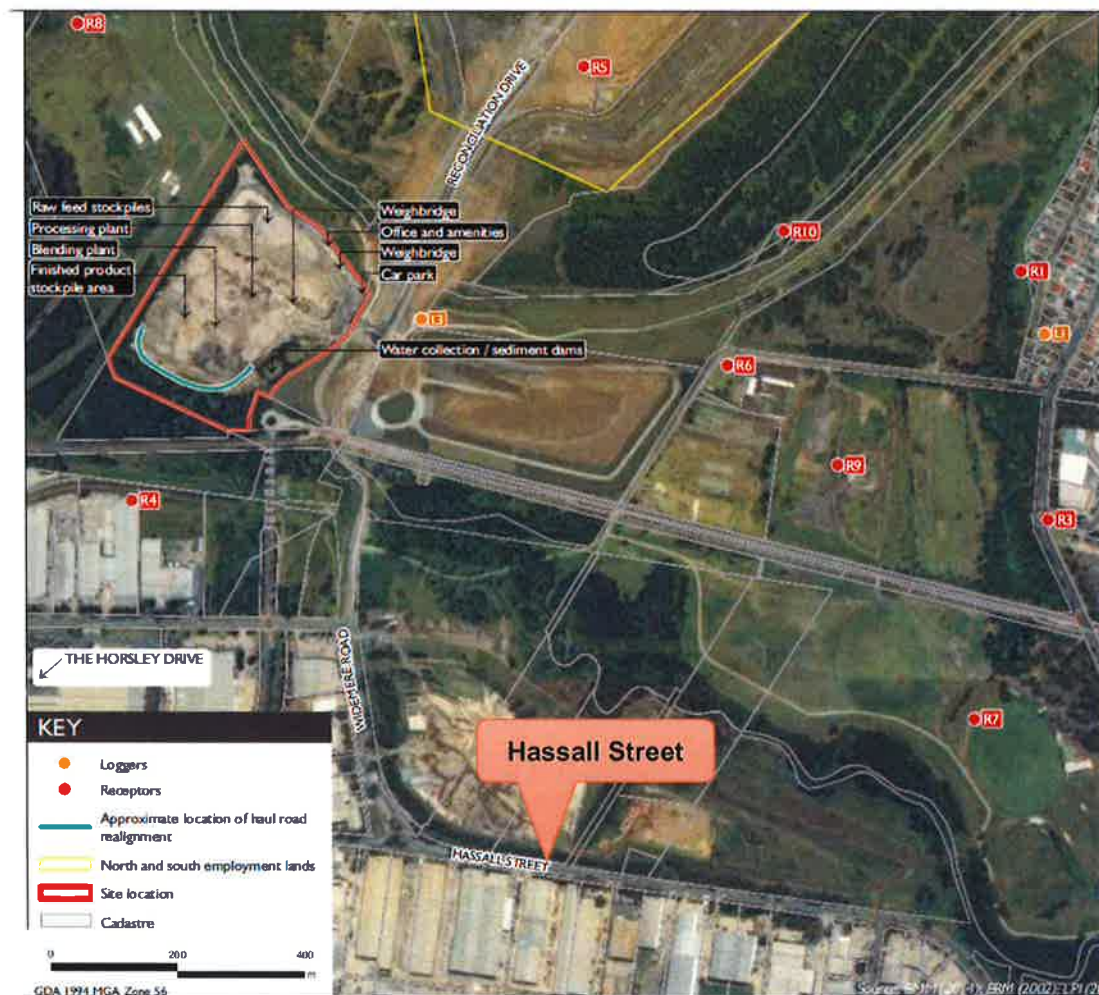 R8
R5
RECONCILIATION DRIVE
Raw feed stockpiles
Processing plant
Blending plant
Finished product
stockpile area
Weighbridge
Office and amenities
Weighbridge
Car park
R10
R1
L3
L1
Water collection / sediment dams
R6
R9
R4
R3
THE HORSLEY DRIVE
WIDEMERE ROAD
R7
Hassall Street
HASSALL STREET
KEY
Loggers
Receptors
Approximate location of haul road
realignment
North and south employment lands
Site location
Cadastre
0 200 400
m
GDA 1994 MGA Zone 56
Source: ERM (2002)